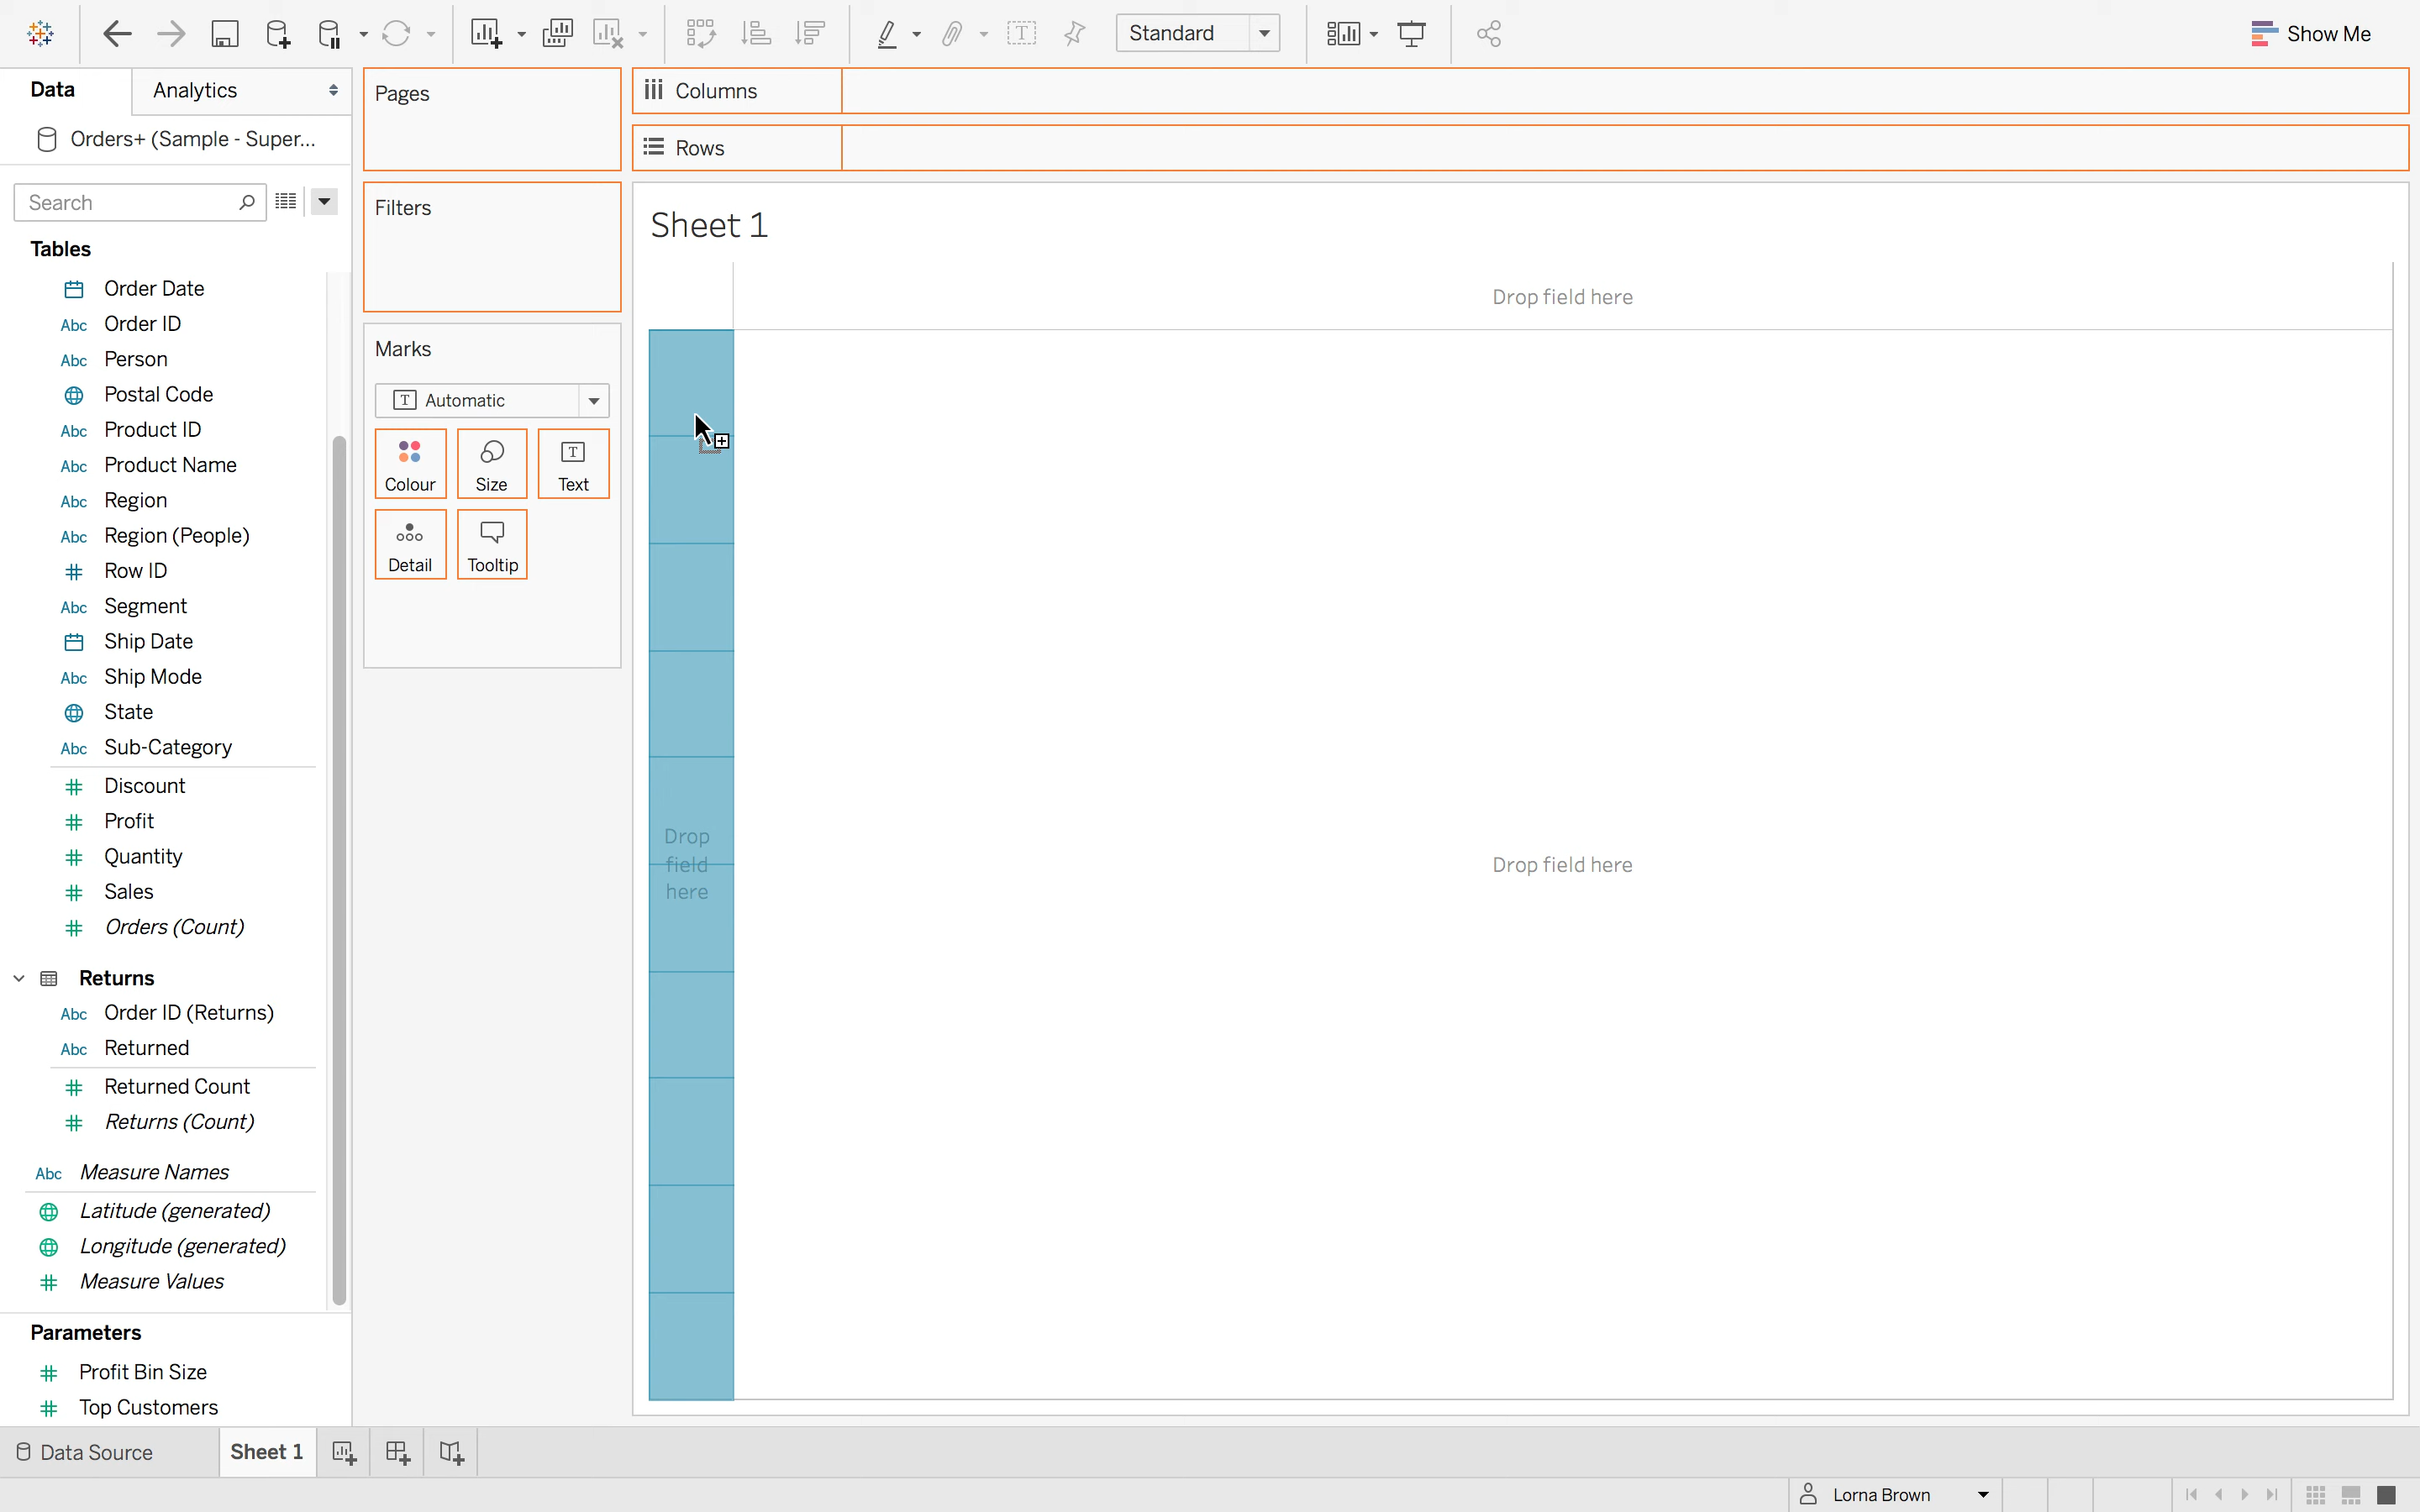 Standard
Show Me
Data
Analytics
Orders+ (Sample - Super...
Search
Tables
Order Date
Abc Order ID
Abc Person
Postal Code
Abc Product ID
Abc Product Name
Abc Region
Abc Region (People)
Row ID
Abc Segment
Ship Date
Abc Ship Mode
State
Abc Sub-Category
Discount
Profit
Quantity
Sales
Orders (Count)
Returns
Abc Order ID (Returns)
Abc Returned
Returned Count
Returns (Count)
Abc Measure Names
Latitude (generated)
Longitude (generated)
Measure Values
Parameters
Profit Bin Size
Top Customers
Pages
Filters
Marks
T Automatic
Colour
Size
T Text
Detail
Tooltip
Columns
Rows
Sheet 1
Drop field here
Drop
field
here
Drop field here
Data Source
Sheet 1
Lorna Brown